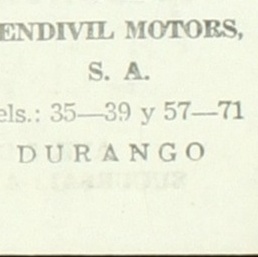 ENDIVIL MOTORS,
S. A.
els.: 35—39 y 57—71
DURANGO